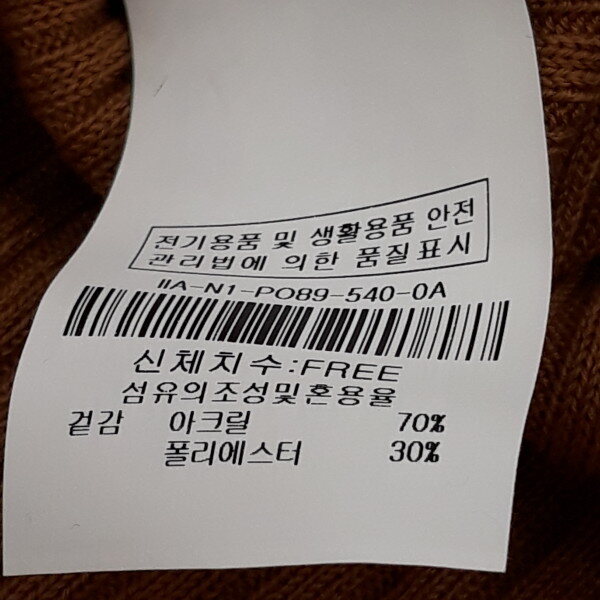 전기용품 및 생활용품 안전
관리법에 의한 품질표시
IIA-N1-PO89-540-0A
신체치수:FREE
섬유의조성및혼용율
겉감 아크릴 70%
폴리에스터 30%